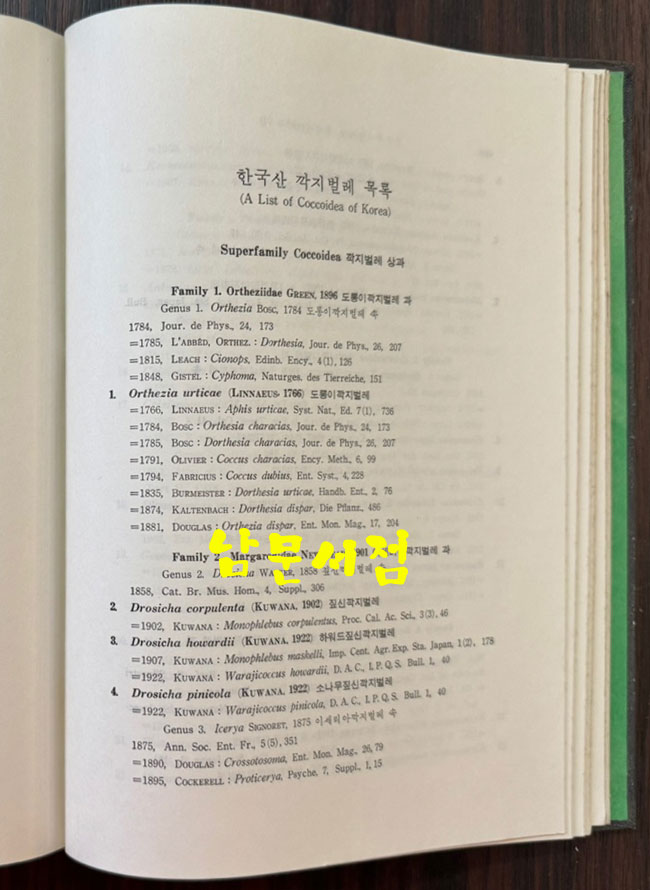 한국산 깍지벌레 목록
(A List of Coccoidea of Korea)
Superfamily Coccoidea 깍지벌레 상과
Family 1. Ortheziidae GREEN, 1896 도롱이깍지벌레 과
Genus 1. Orthezia BOSC, 1784 도롱이깍지벌레 속
1784, Jour. de Phys., 24, 173
=1785, L'ABBÉD, ORTHEZ. : Dorthesia, Jour. de Phys., 26, 207
=1815, LEACH : Cionops, Edinb. Ency., 4(1), 126
=1848, GISTEL : Cyphoma, Naturges. des Tierreiche, 151
1. Orthezia urticae (LINNAEUS, 1766) 도롱이깍지벌레
=1766, LINNAEUS : Aphis urticae, Syst. Nat., Ed. 7(1), 736
=1784, BOSC : Orthesia characias, Jour. de Phys., 24, 173
=1785, BOSC : Dorthesia characias, Jour. de Phys., 26, 207
=1791, OLIVIER : Coccus characias, Ency. Meth., 6, 99
=1794, FABRICIUS : Coccus dubius, Ent. Syst., 4, 228
=1835, BURMEISTER : Dorthesia urticae, Handb. Ent., 2, 76
=1874, KALTENBACH : Dorthesia dispar, Die Pflanz., 486
=1881, DOUGLAS : Orthezia dispar, Ent. Mon. Mag., 17, 204
남문서점
Family 2. 1901 깍지벌레 과
Genus 2. Drosicha 1858
1858, Cat. Br. Mus. Hom., 4, Suppl., 306
2. Drosicha corpulenta (KUWANA, 1902) 짚신깍지벌레
=1902, KUWANA : Monophlebus corpulentus, Proc. Cal. Ac. Sci., 3(3), 46
3. Drosicha howardii (KUWANA, 1922) 하워드짚신깍지벌레
=1907, KUWANA : Monophlebus maskelli, Imp. Cent. Agr. Exp. Sta. Japan, 1(2), 178
=1922, KUWANA : Warajicoccus howardii, D. A. C., I. P. Q. S. Bull. 1, 40
4. Drosicha pinicola (KUWANA, 1922) 소나무짚신깍지벌레
=1922, KUWANA : Warajicoccus pinicola, D. A. C., I. P. Q. S. Bull. 1, 40
Genus 3. Icerya SIGNORET, 1875 이세리아깍지벌레 속
1875, Ann. Soc. Ent. Fr., 5(5), 351
=1890, DOUGLAS : Crossotosoma, Ent. Mon. Mag., 26, 79
=1895, COCKERELL : Proticerya, Psyche, 7, Suppl., 1, 15